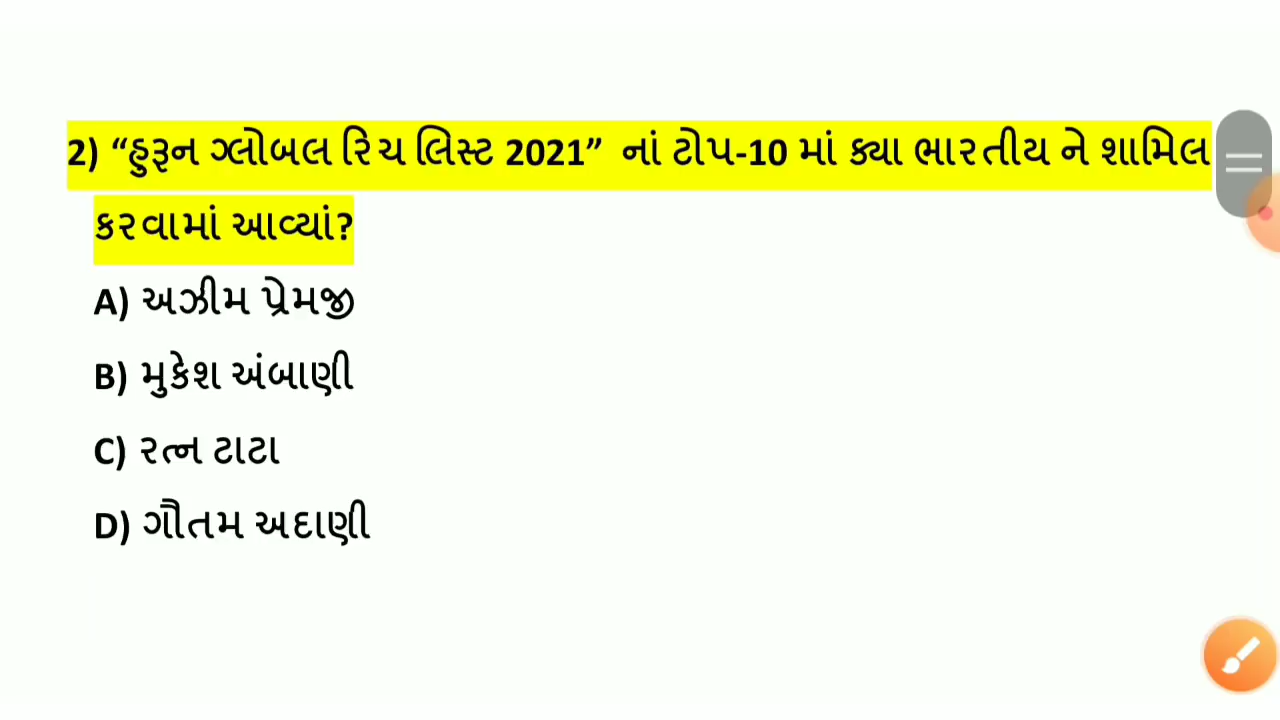 2) “હુરૂન ગ્લોબલ રિચ લિસ્ટ 2021” નાં ટોપ-10 માં ક્યા ભારતીય ને શામિલ
કરવામાં આવ્યાં?
A) અઝીમ પ્રેમજી
B) મુકેશ અંબાણી
C) રત્ન ટાટા
D) ગૌતમ અદાણી